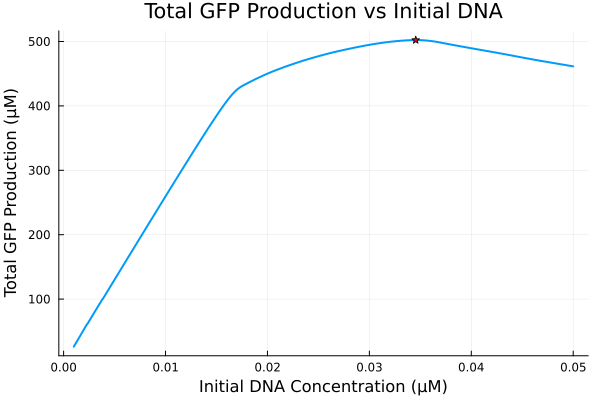 Total GFP Production vs Initial DNA
Total GFP Production (μM)
500
400
300
200
100
0.00 0.01 0.02 0.03 0.04 0.05
Initial DNA Concentration (μM)